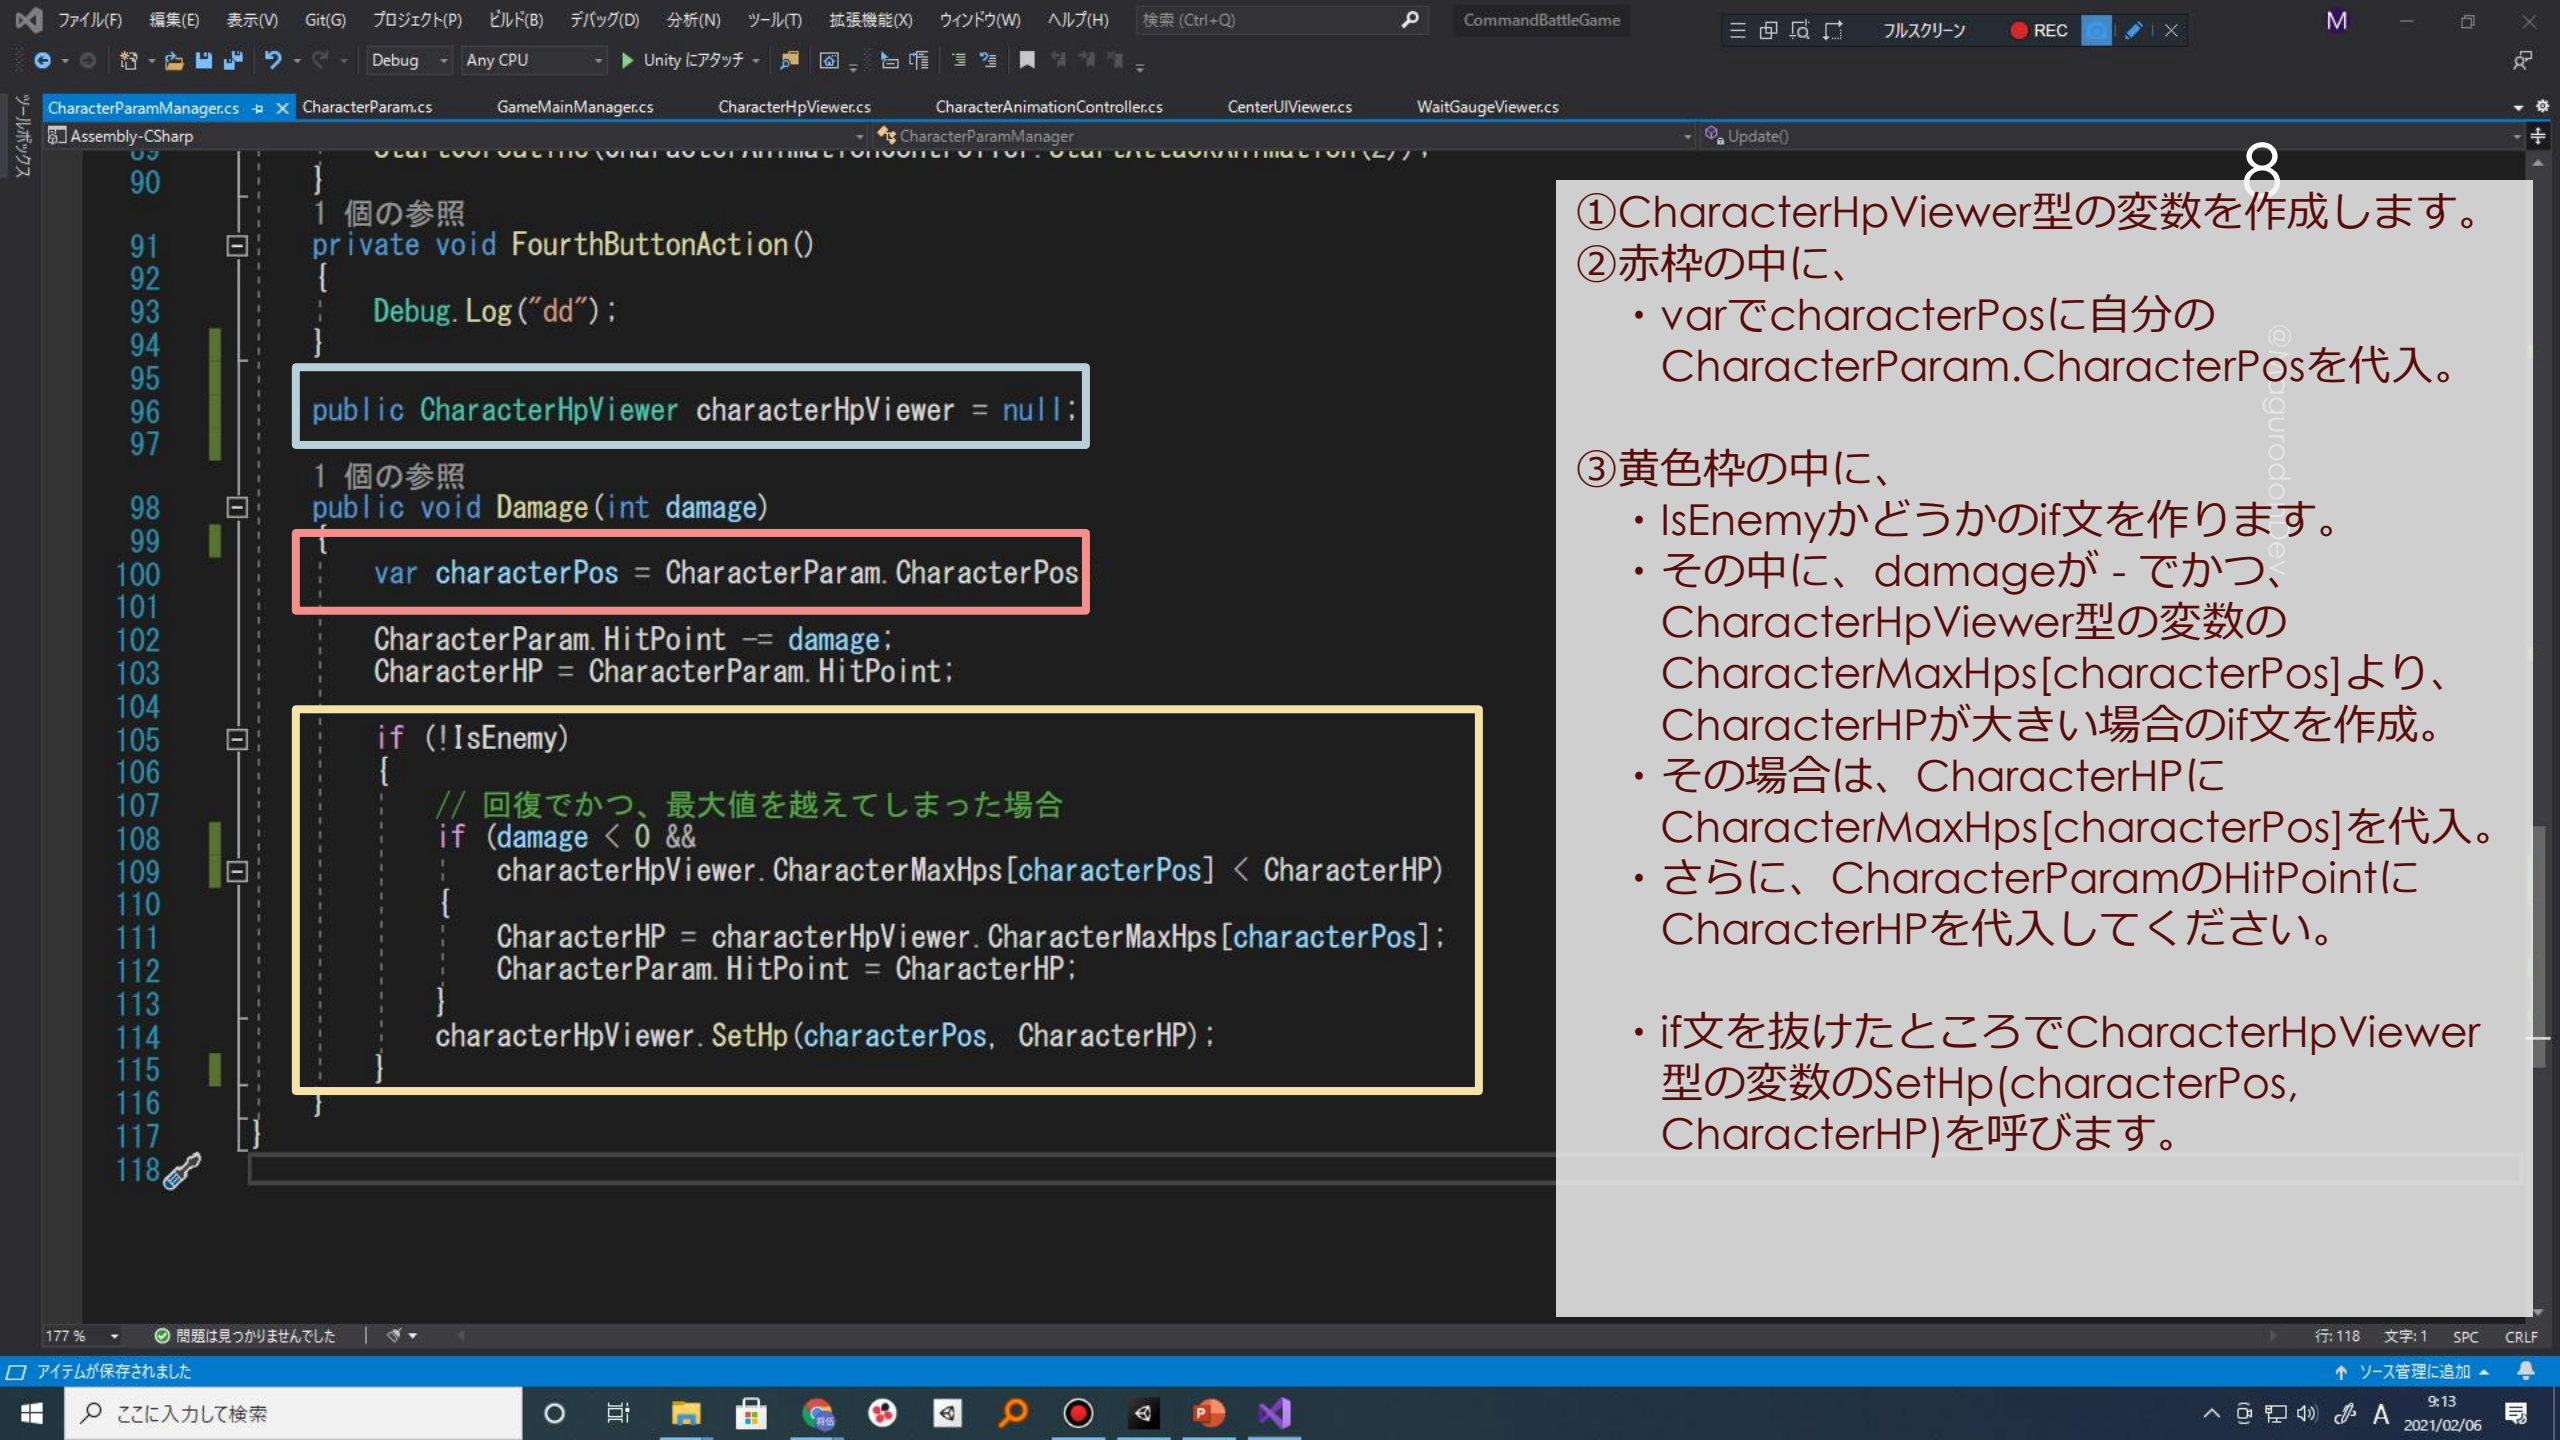 ファイル(F) 編集(E) 表示(V) Git(G) プロジェクト(P) ビルド(B) デバッグ(D) 分析(N) ツール(T) 拡張機能(X) ウィンドウ(W) ヘルプ(H) 検索 (Ctrl+Q) CommandBattleGame フルスクリーン REC M
Debug Any CPU Unity にアタッチ
ツールボックス
CharacterParamManager.cs CharacterParam.cs GameMainManager.cs CharacterHpViewer.cs CharacterAnimationController.cs CenterUIViewer.cs WaitGaugeViewer.cs
Assembly-CSharp CharacterParamManager Update()
89 StartCoroutine(CharacterAnimationController.StartAttackAnimation(2));
90 }
1 個の参照
91 private void FourthButtonAction()
92 {
93 Debug.Log("dd");
94 }
95
96 public CharacterHpViewer characterHpViewer = null;
97
1 個の参照
98 public void Damage(int damage)
99 {
100 var characterPos = CharacterParam.CharacterPos
101
102 CharacterParam.HitPoint -= damage;
103 CharacterHP = CharacterParam.HitPoint;
104
105 if (!IsEnemy)
106 {
107 // 回復でかつ、最大値を越えてしまった場合
108 if (damage < 0 &&
109 characterHpViewer.CharacterMaxHps[characterPos] < CharacterHP)
110 {
111 CharacterHP = characterHpViewer.CharacterMaxHps[characterPos];
112 CharacterParam.HitPoint = CharacterHP;
113 }
114 characterHpViewer.SetHp(characterPos, CharacterHP);
115 }
116 }
117 }
118
8
①CharacterHpViewer型の変数を作成します。
②赤枠の中に、
・varでcharacterPosに自分の
CharacterParam.CharacterPosを代入。
③黄色枠の中に、
・IsEnemyかどうかのif文を作ります。
・その中に、damageが - でかつ、
CharacterHpViewer型の変数の
CharacterMaxHps[characterPos]より、
CharacterHPが大きい場合のif文を作成。
・その場合は、CharacterHPに
CharacterMaxHps[characterPos]を代入。
・さらに、CharacterParamのHitPointに
CharacterHPを代入してください。
・if文を抜けたところでCharacterHpViewer
型の変数のSetHp(characterPos,
CharacterHP)を呼びます。
177 % 問題は見つかりませんでした 行: 118 文字: 1 SPC CRLF
アイテムが保存されました ソース管理に追加
ここに入力して検索 A 9:13
2021/02/06